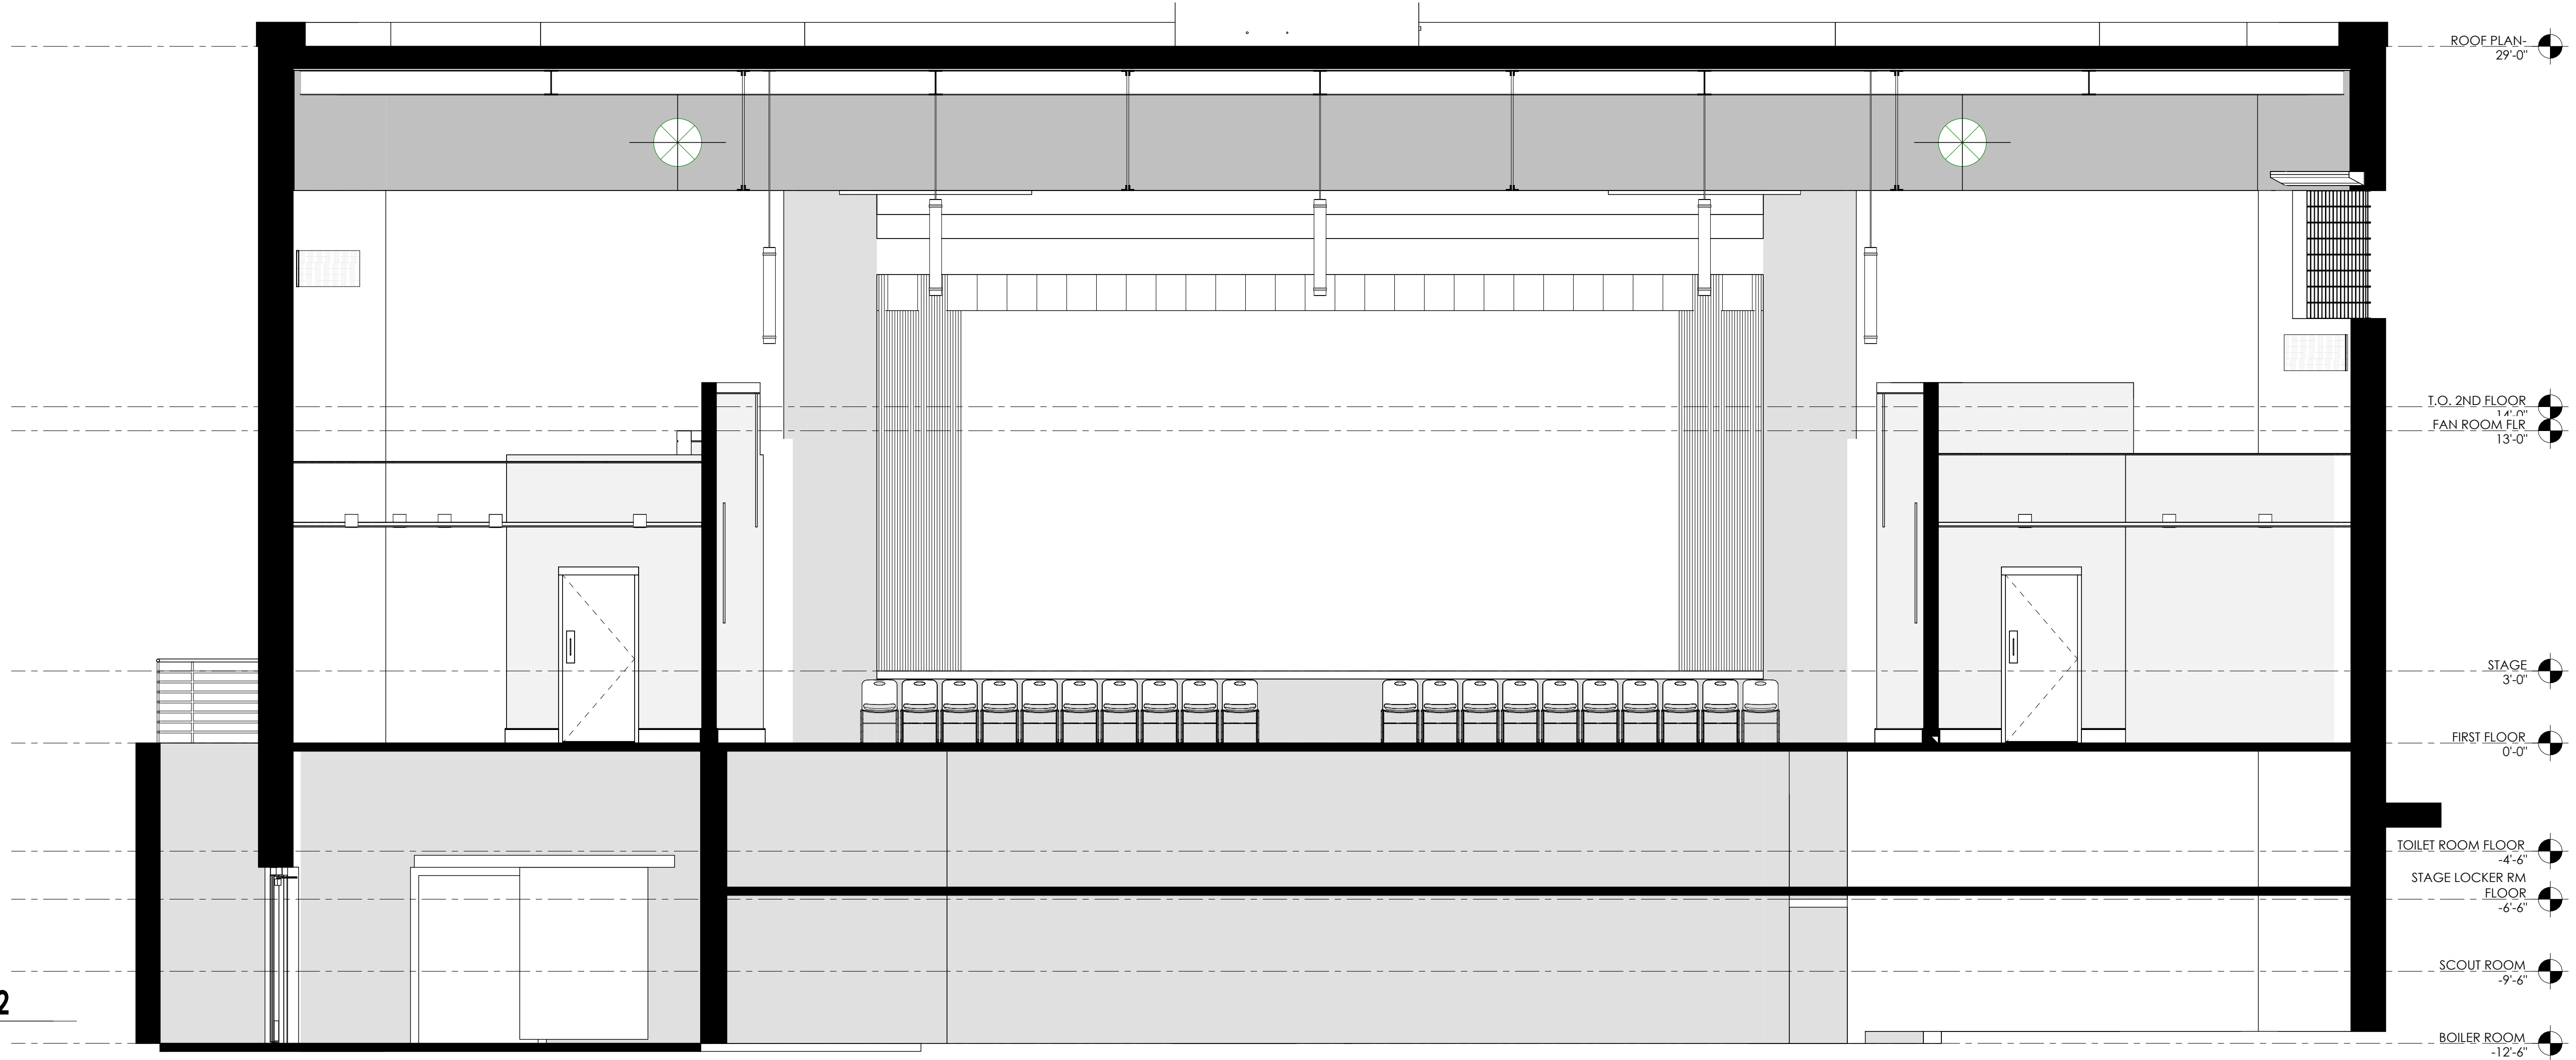 ROOF PLAN-
29'-0"
T.O. 2ND FLOOR
14'-0"
FAN ROOM FLR
13'-0"
STAGE
3'-0"
FIRST FLOOR
0'-0"
TOILET ROOM FLOOR
-4'-6"
STAGE LOCKER RM
FLOOR
-6'-6"
SCOUT ROOM
-9'-6"
2
BOILER ROOM
-12'-6"